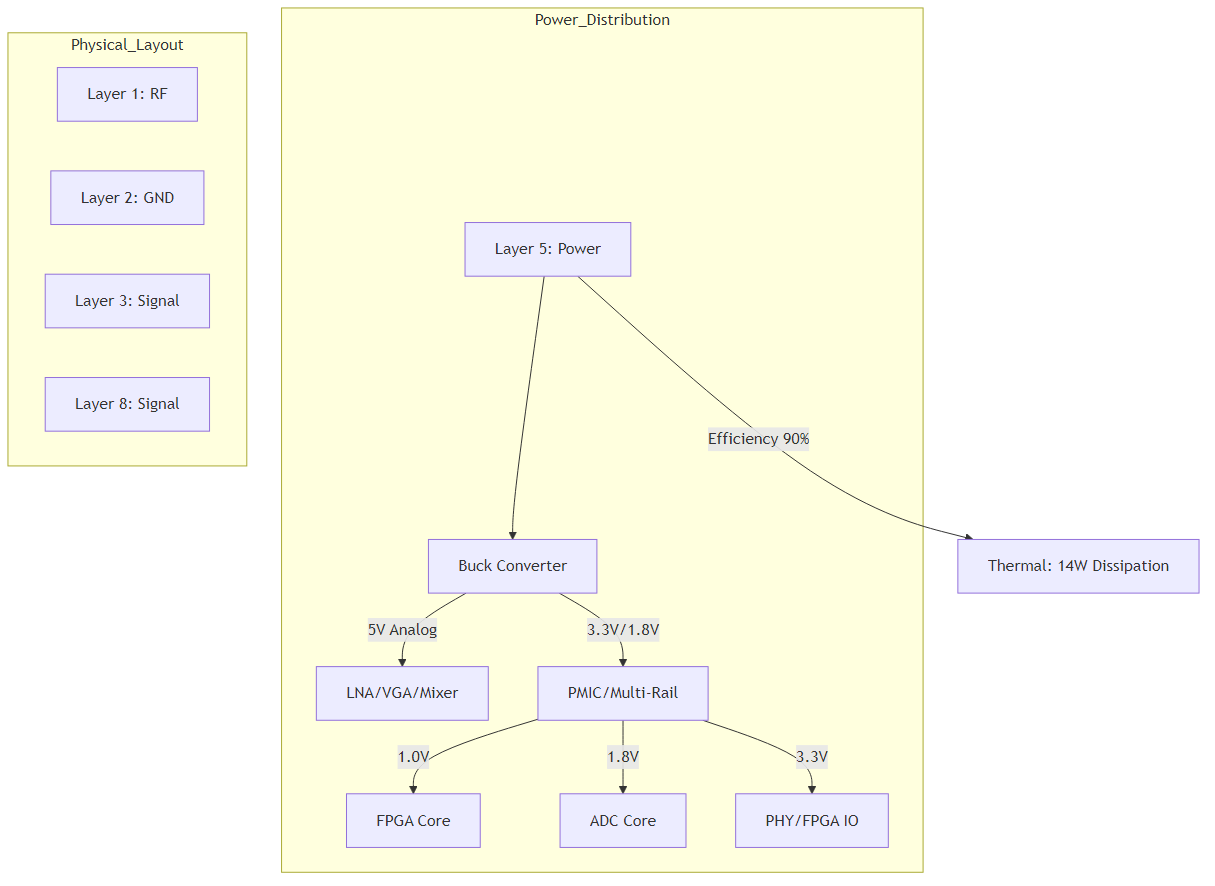 Power_Distribution
Physical_Layout
Layer 1: RF
Layer 2: GND
Layer 5: Power
Layer 3: Signal
Layer 8: Signal
Efficiency 90%
Buck Converter
Thermal: 14W Dissipation
5V Analog
3.3V/1.8V
LNA/VGA/Mixer
PMIC/Multi-Rail
1.0V
1.8V
3.3V
FPGA Core
ADC Core
PHY/FPGA IO